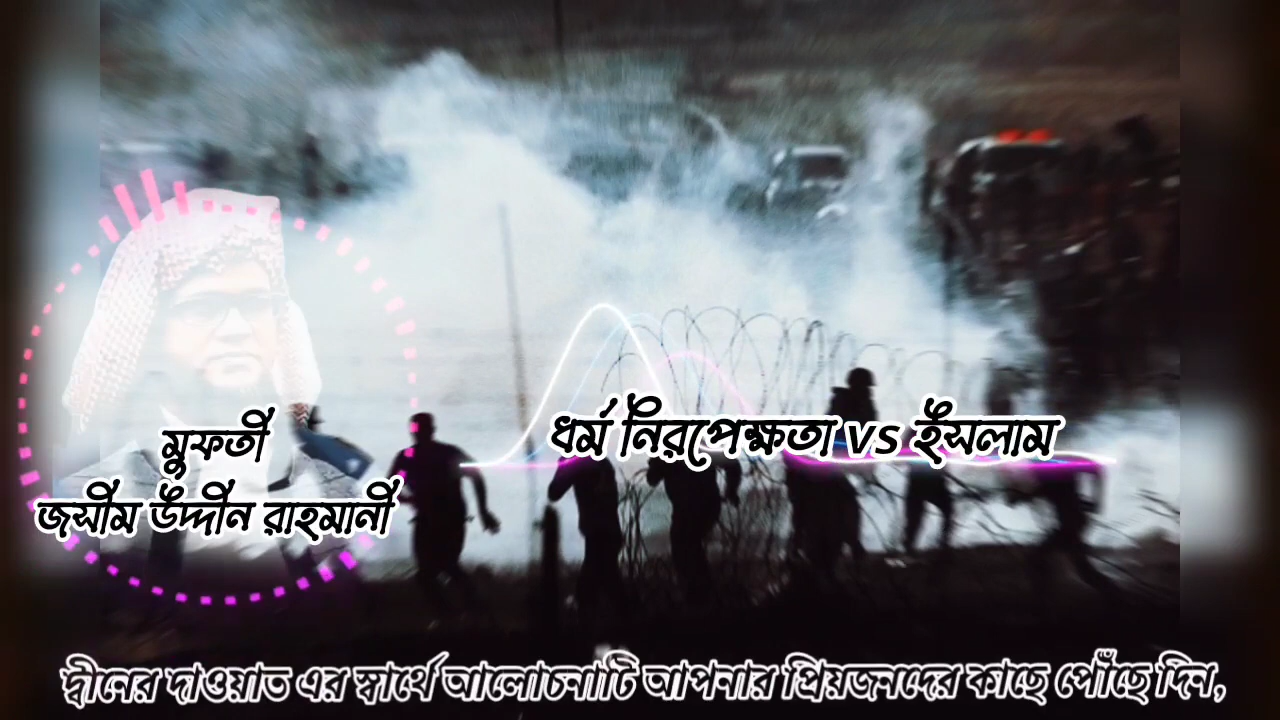 মুফতী
জসীম উদ্দীন রাহমানী
ধর্ম নিরপেক্ষতা vs ইসলাম
দ্বীনের দাওয়াত এর স্বার্থে আলোচনাটি আপনার প্রিয়জনদের কাছে পৌঁছে দিন,